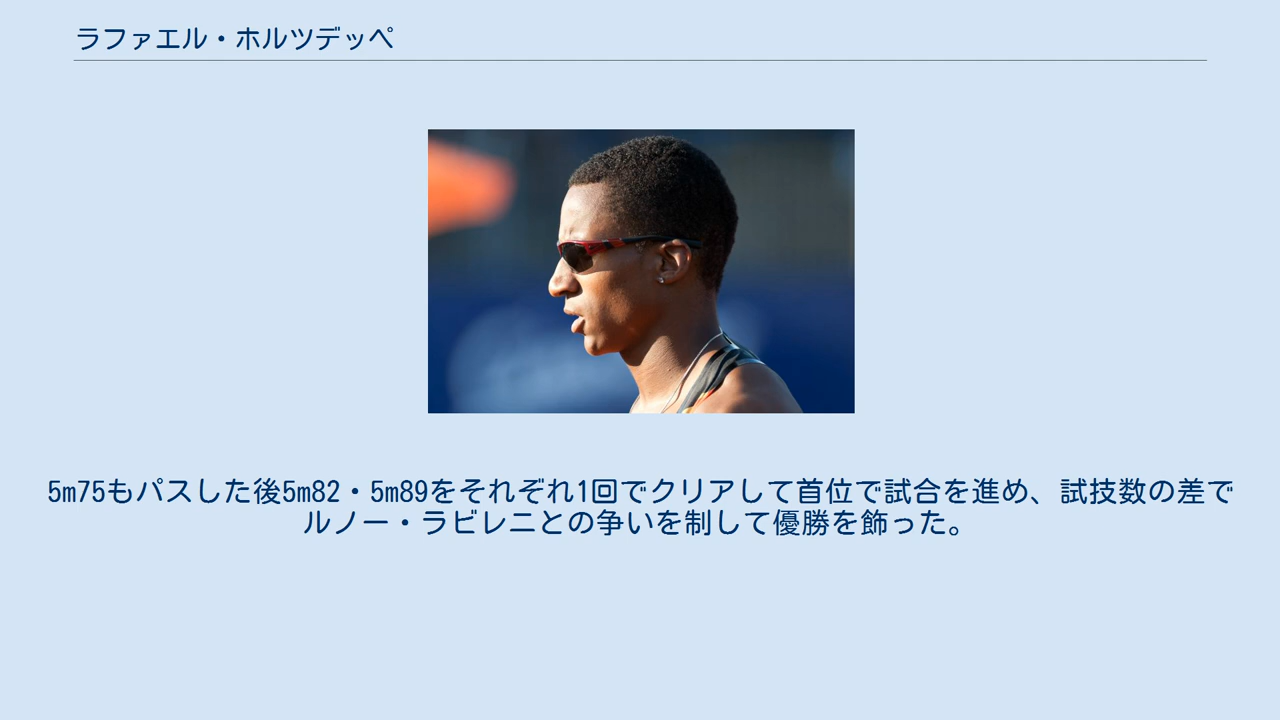 ラファエル・ホルツデッペ
5m75もパスした後5m82・5m89をそれぞれ1回でクリアして首位で試合を進め、試技数の差で
ルノー・ラビレニとの争いを制して優勝を飾った。